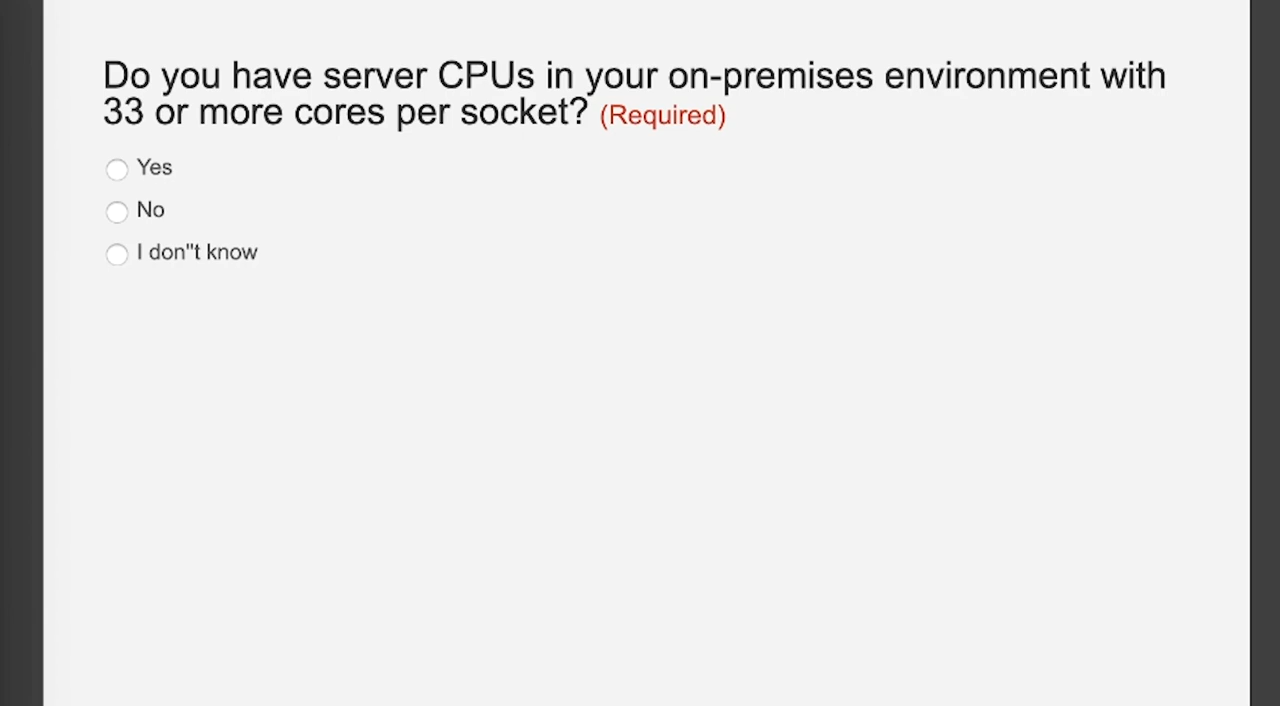 Do you have server CPUs in your on-premises environment with
33 or more cores per socket? (Required)
Yes
No
I don"t know